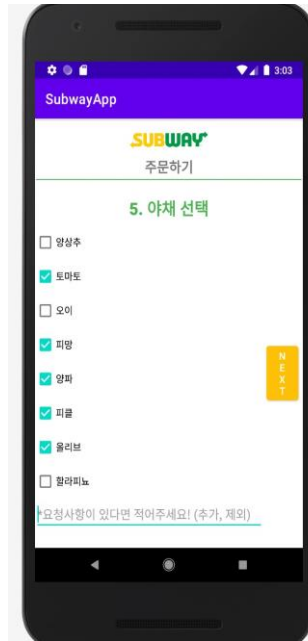 3:03
SubwayApp
SUBWAY
주문하기
5. 야채 선택
양상추
토마토
오이
피망
양파
피클
올리브
할라피뇨
NEXT
*요청사항이 있다면 적어주세요! (추가, 제외)